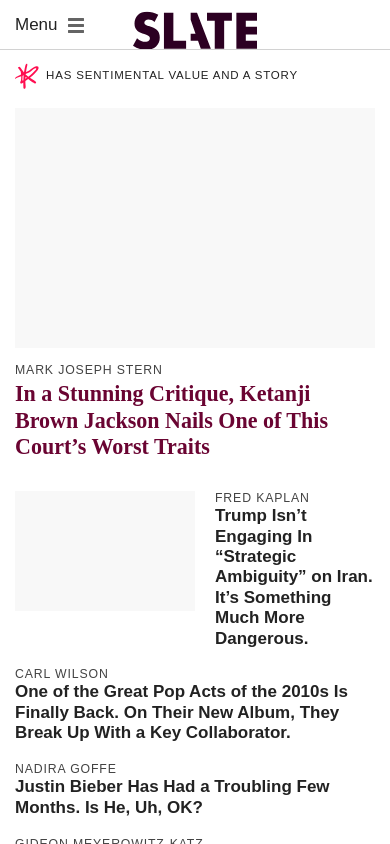 Menu
SLATE
HAS SENTIMENTAL VALUE AND A STORY
MARK JOSEPH STERN
In a Stunning Critique, Ketanji
Brown Jackson Nails One of This
Court’s Worst Traits
FRED KAPLAN
Trump Isn’t
Engaging In
“Strategic
Ambiguity” on Iran.
It’s Something
Much More
Dangerous.
CARL WILSON
One of the Great Pop Acts of the 2010s Is
Finally Back. On Their New Album, They
Break Up With a Key Collaborator.
NADIRA GOFFE
Justin Bieber Has Had a Troubling Few
Months. Is He, Uh, OK?
GIDEON MEYEROWITZ-KATZ